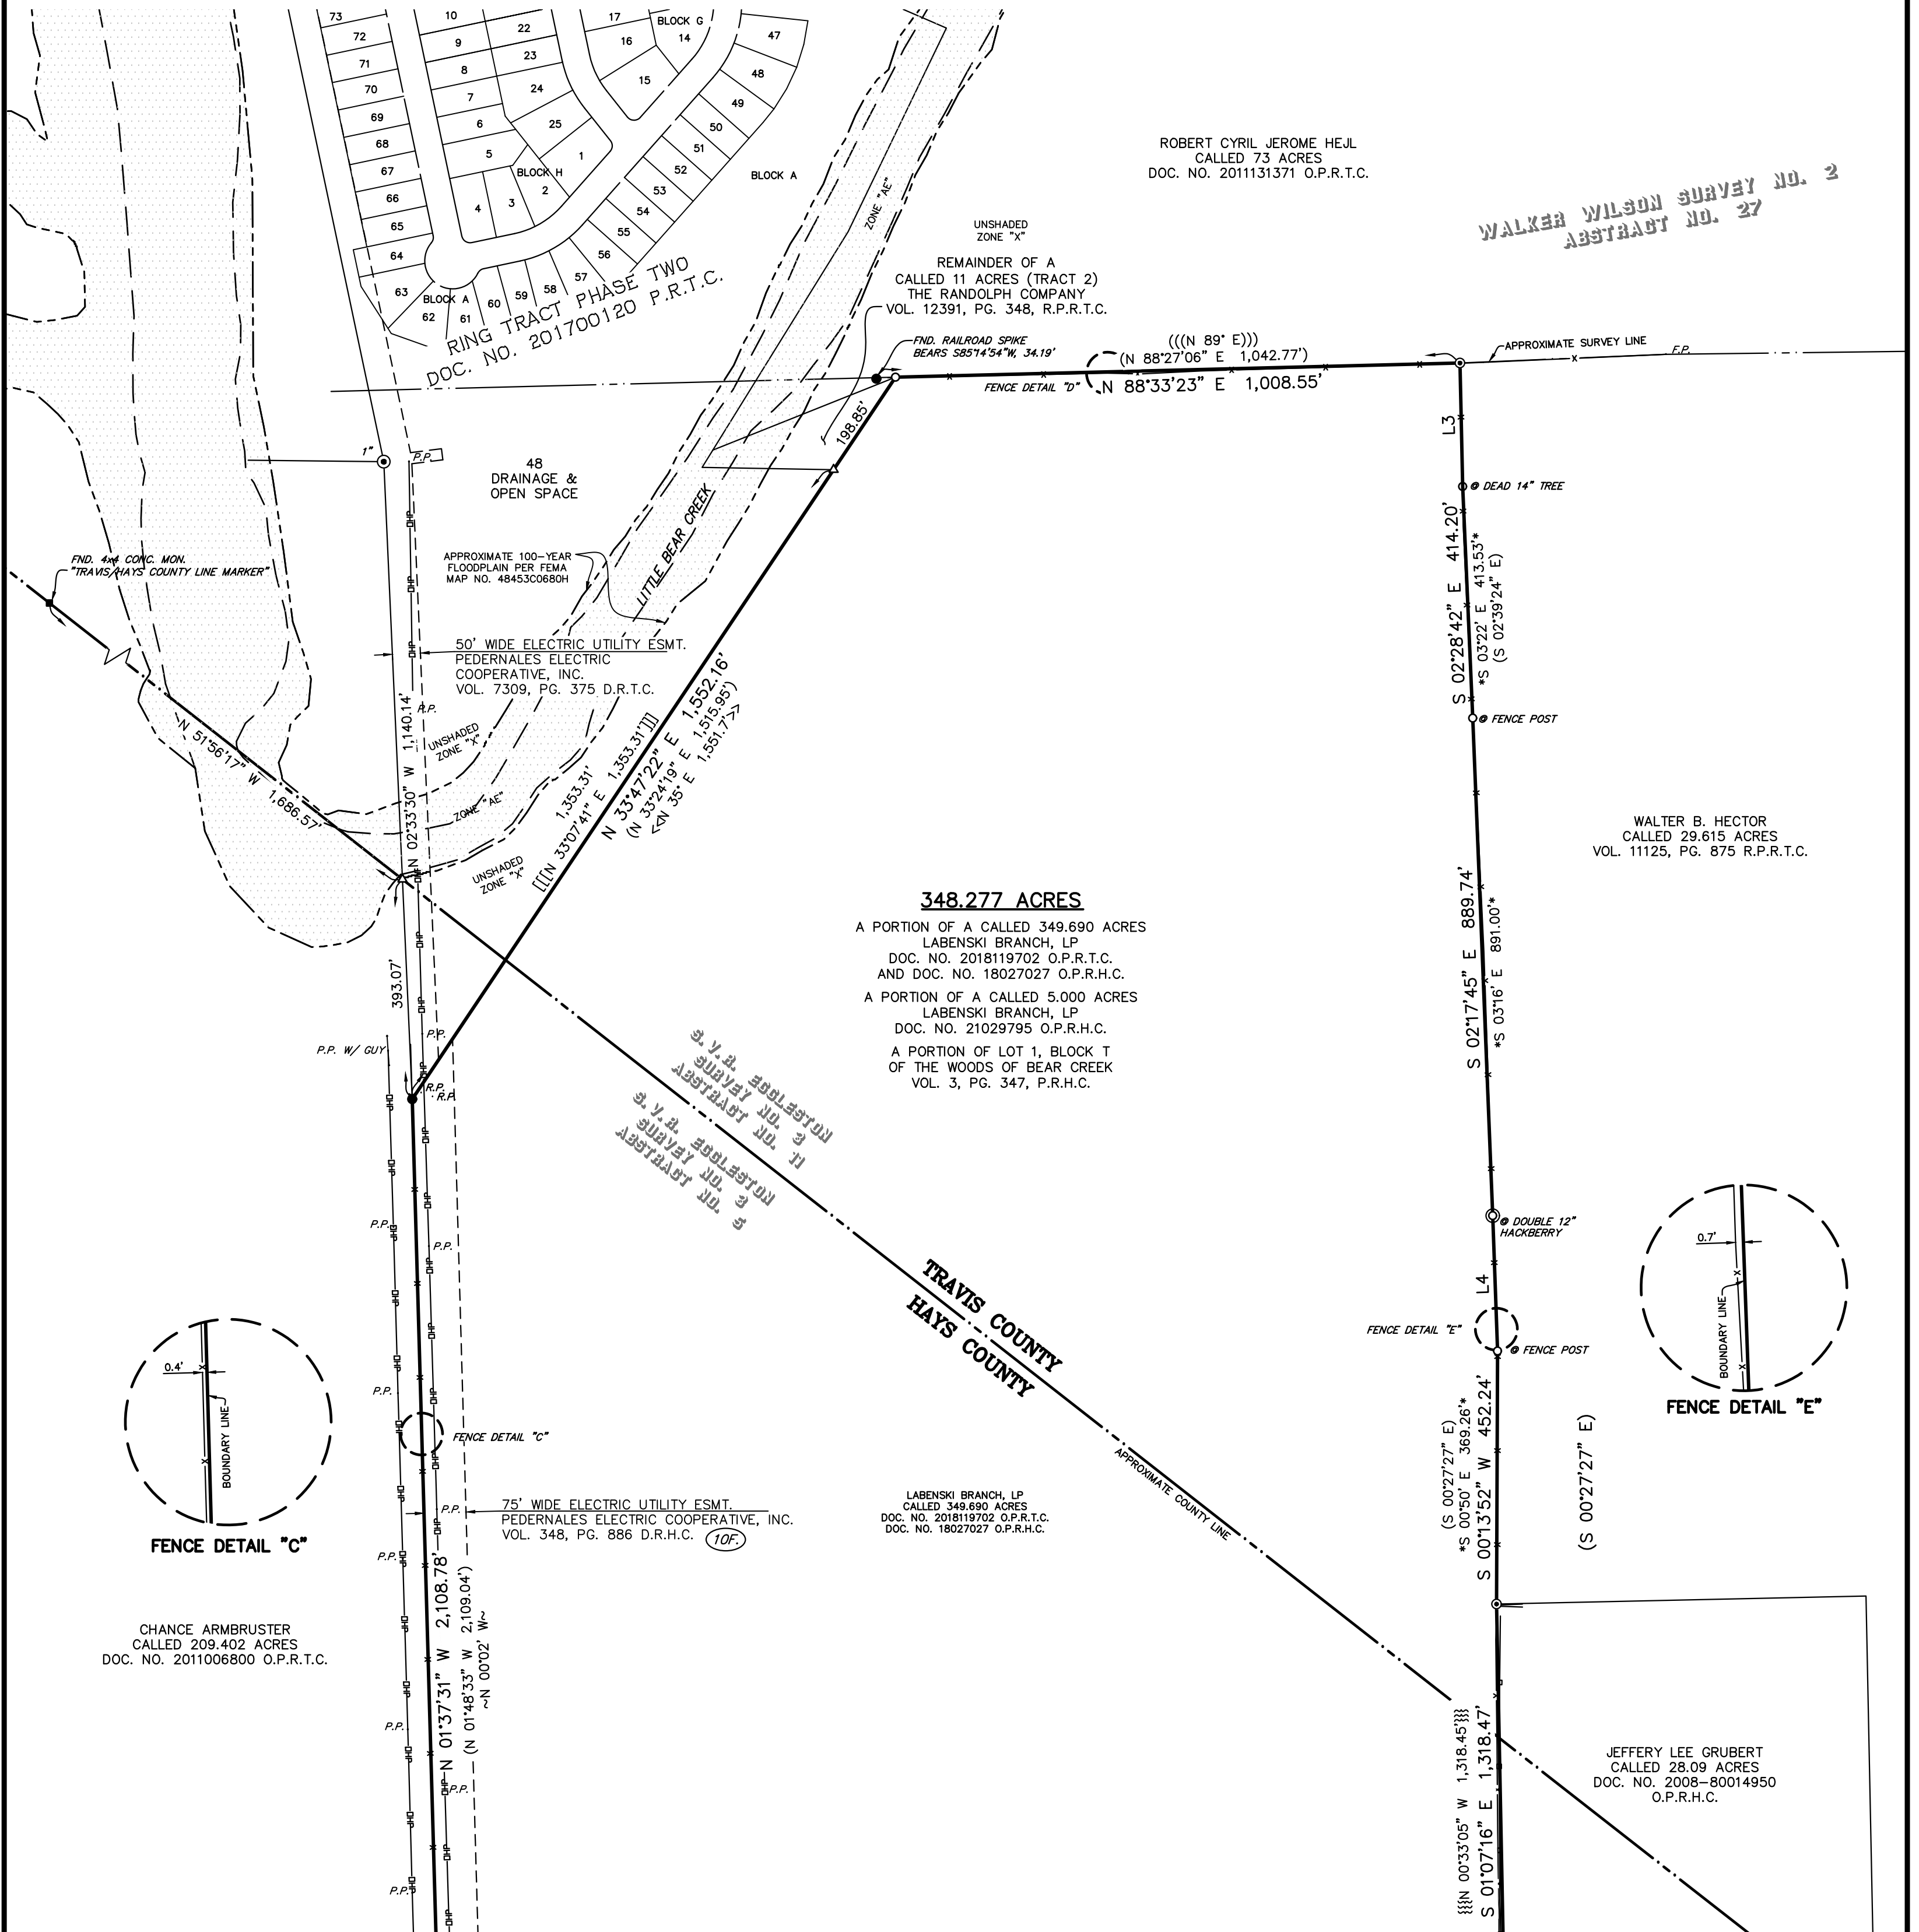 73
72
71
70
69
68
67
66
65
64
63
62
61
60
59
58
57
56
55
54
53
52
51
50
49
48
47
10
9
8
7
6
5
4
3
2
1
22
23
24
25
17
16
15
14
BLOCK G
BLOCK H
BLOCK A
BLOCK A
RING TRACT PHASE TWO
DOC. NO. 201700120 P.R.T.C.
ZONE "AE"
ROBERT CYRIL JEROME HEJL
CALLED 73 ACRES
DOC. NO. 2011131371 O.P.R.T.C.
WALKER WILSON SURVEY NO. 2
ABSTRACT NO. 27
UNSHADED
ZONE "X"
REMAINDER OF A
CALLED 11 ACRES (TRACT 2)
THE RANDOLPH COMPANY
VOL. 12391, PG. 348, R.P.R.T.C.
FND. RAILROAD SPIKE
BEARS S85°14'54"W, 34.19'
(((N 89° E)))
(N 88°27'06" E 1,042.77')
N 88°33'23" E 1,008.55'
FENCE DETAIL "D"
APPROXIMATE SURVEY LINE
F.P.
198.85'
L3
@ DEAD 14" TREE
S 02°28'42" E 414.20'
*S 03°22' E 413.53'*
(S 02°39'24" E)
@ FENCE POST
1"
P.P.
48
DRAINAGE &
OPEN SPACE
LITTLE BEAR CREEK
APPROXIMATE 100-YEAR
FLOODPLAIN PER FEMA
MAP NO. 48453C0680H
FND. 4x4 CONC. MON.
"TRAVIS/HAYS COUNTY LINE MARKER"
50' WIDE ELECTRIC UTILITY ESMT.
PEDERNALES ELECTRIC
COOPERATIVE, INC.
VOL. 7309, PG. 375 D.R.T.C.
OHP
OHP
OHP
P.P.
UNSHADED
ZONE "X"
N 51°56'17" W 1,686.57'
N 02°33'30" W 1,140.14'
ZONE "AE"
UNSHADED
ZONE "X"
1,353.31'
[[[N 33°07'41" E 1,353.31']]]
N 33°47'22" E 1,552.16'
(N 33°24'19" E 1,515.95')
<<N 35° E 1,551.7'>>
WALTER B. HECTOR
CALLED 29.615 ACRES
VOL. 11125, PG. 875 R.P.R.T.C.
348.277 ACRES
A PORTION OF A CALLED 349.690 ACRES
LABENSKI BRANCH, LP
DOC. NO. 2018119702 O.P.R.T.C.
AND DOC. NO. 18027027 O.P.R.H.C.
A PORTION OF A CALLED 5.000 ACRES
LABENSKI BRANCH, LP
DOC. NO. 21029795 O.P.R.H.C.
A PORTION OF LOT 1, BLOCK T
OF THE WOODS OF BEAR CREEK
VOL. 3, PG. 347, P.R.H.C.
S 02°17'45" E 889.74'
*S 03°16' E 891.00'*
393.07'
P.P. W/ GUY
P.P.
R.P.
R.P.
S. V. R. EGGLESTON
SURVEY NO. 3
ABSTRACT NO. 11
S. V. R. EGGLESTON
SURVEY NO. 3
ABSTRACT NO. 5
@ DOUBLE 12"
HACKBERRY
L4
FENCE DETAIL "E"
@ FENCE POST
0.7'
BOUNDARY LINE
FENCE DETAIL "E"
TRAVIS COUNTY
HAYS COUNTY
APPROXIMATE COUNTY LINE
0.4'
BOUNDARY LINE
FENCE DETAIL "C"
FENCE DETAIL "C"
P.P.
P.P.
P.P.
P.P.
P.P.
P.P.
P.P.
P.P.
75' WIDE ELECTRIC UTILITY ESMT.
PEDERNALES ELECTRIC COOPERATIVE, INC.
VOL. 348, PG. 886 D.R.H.C.
10F.
LABENSKI BRANCH, LP
CALLED 349.690 ACRES
DOC. NO. 2018119702 O.P.R.T.C.
DOC. NO. 18027027 O.P.R.H.C.
(S 00°27'27" E)
*S 00°50' E 369.26'*
S 00°13'52" W 452.24'
(S 00°27'27" E)
CHANCE ARMBRUSTER
CALLED 209.402 ACRES
DOC. NO. 2011006800 O.P.R.T.C.
N 01°37'31" W 2,108.78'
(N 01°48'33" W 2,109.04')
~N 00°02' W~
JEFFERY LEE GRUBERT
CALLED 28.09 ACRES
DOC. NO. 2008-80014950
O.P.R.H.C.
{{{{N 00°33'05" W 1,318.45'}}}}
S 01°07'16" E 1,318.47'